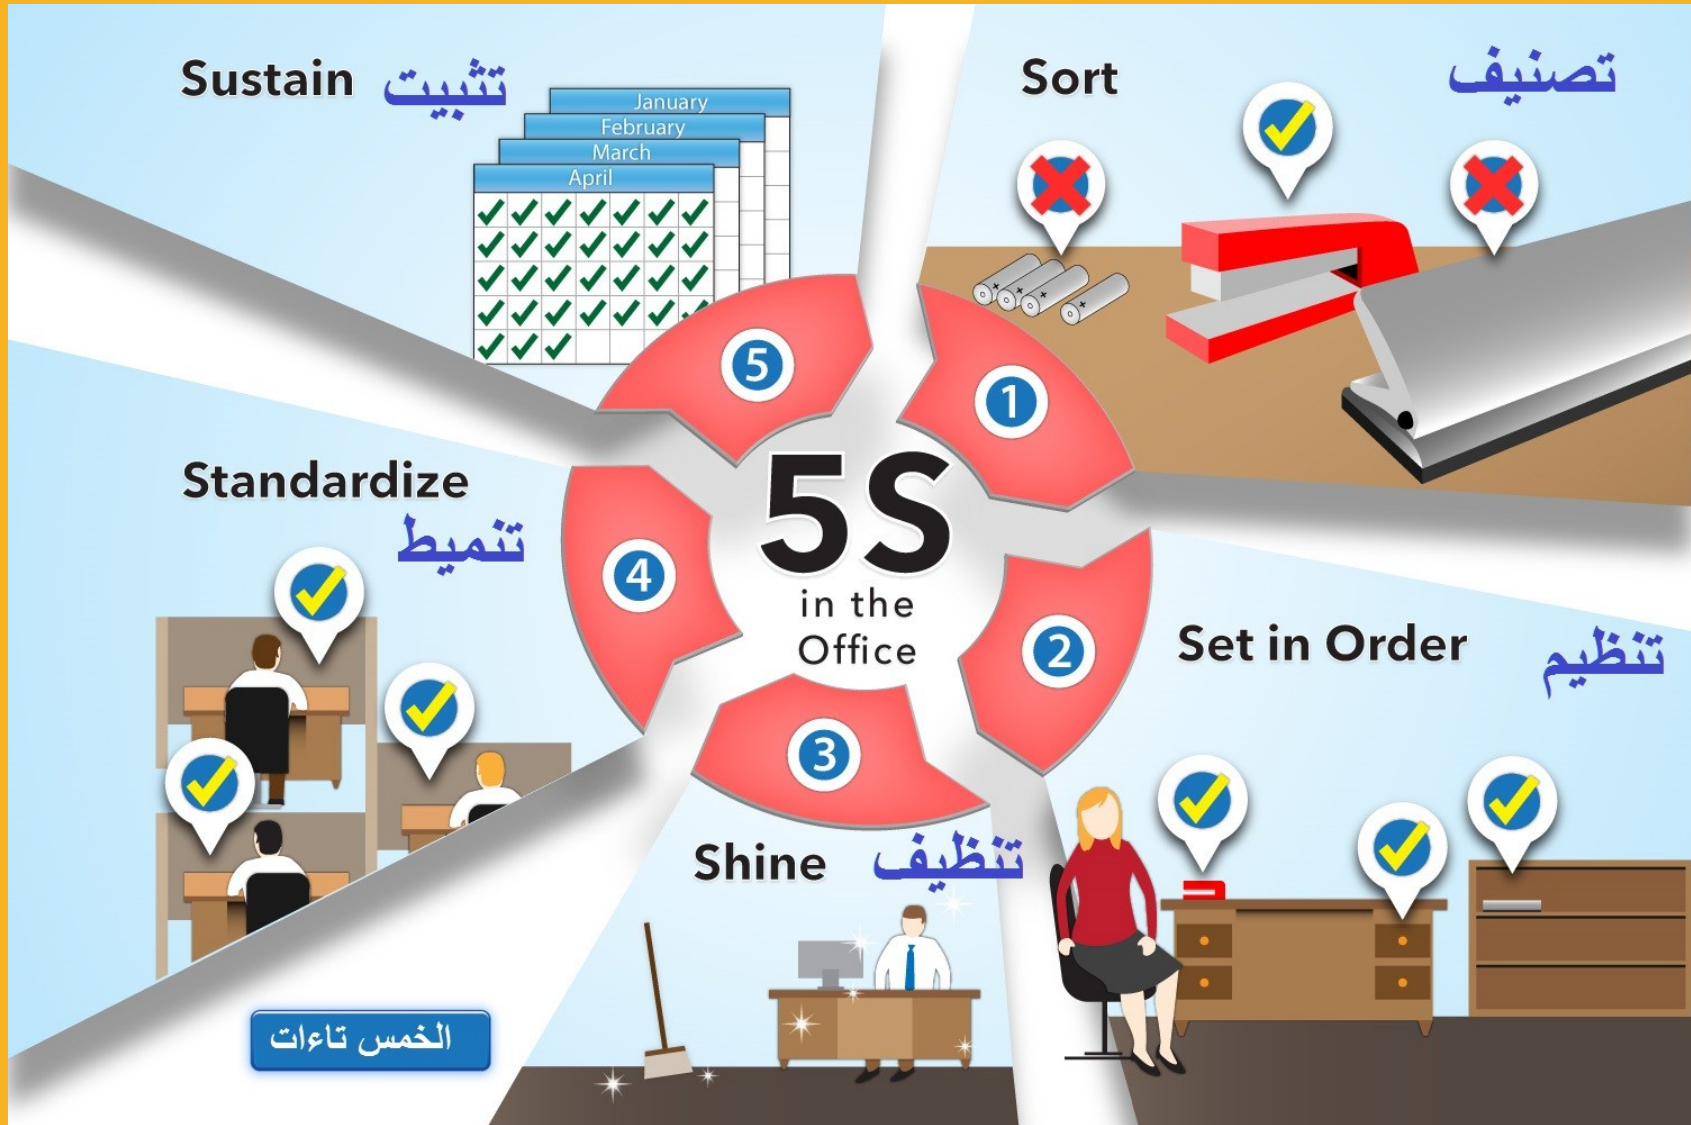 Sustain تثبيت
January
February
March
April
Sort تصنيف
5
1
5S
in the
Office
Standardize
تنميط
4
2
Set in Order تنظيم
3
Shine تنظيف
الخمس تاءات